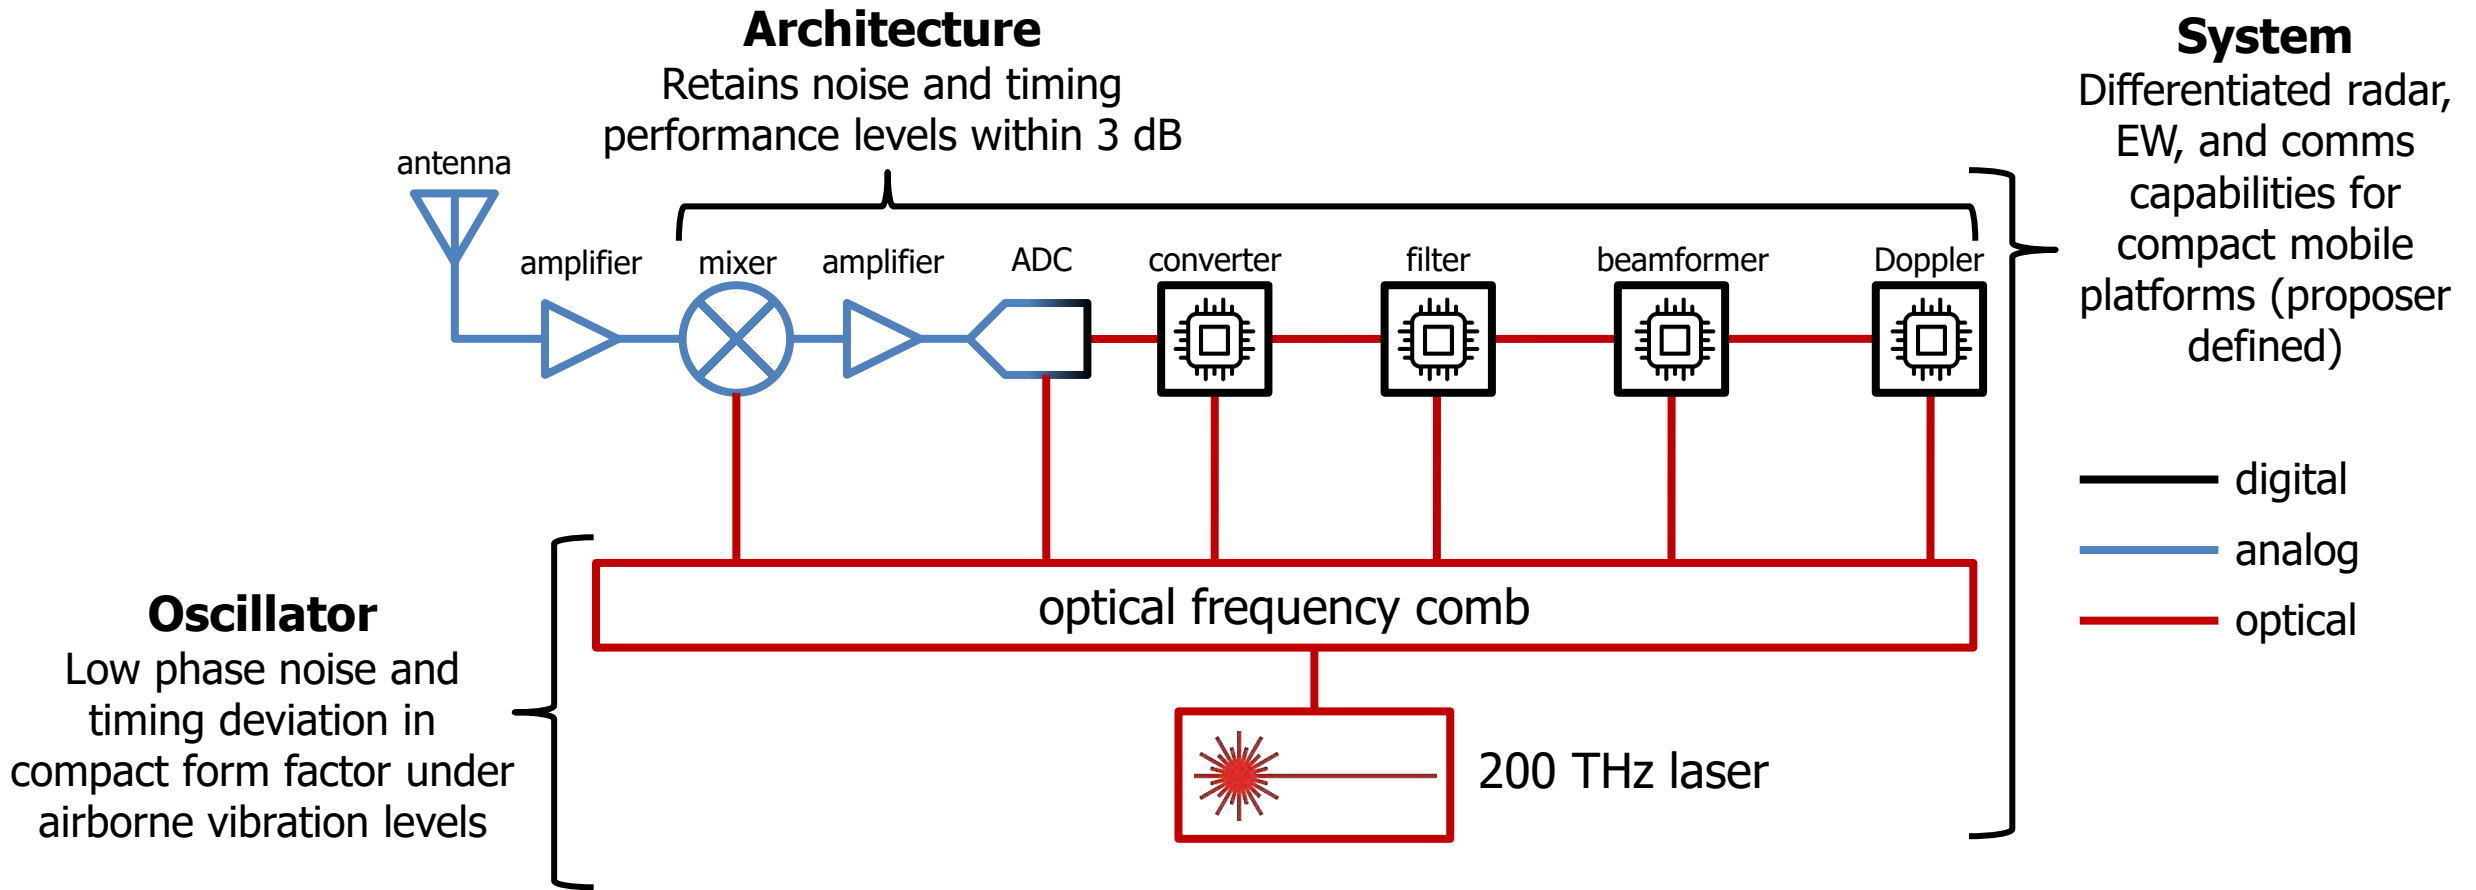 Architecture
Retains noise and timing
performance levels within 3 dB
System
Differentiated radar,
EW, and comms
capabilities for
compact mobile
platforms (proposer
defined)
antenna
amplifier
mixer
amplifier
ADC
converter
filter
beamformer
Doppler
digital
analog
optical
optical frequency comb
Oscillator
Low phase noise and
timing deviation in
compact form factor under
airborne vibration levels
200 THz laser